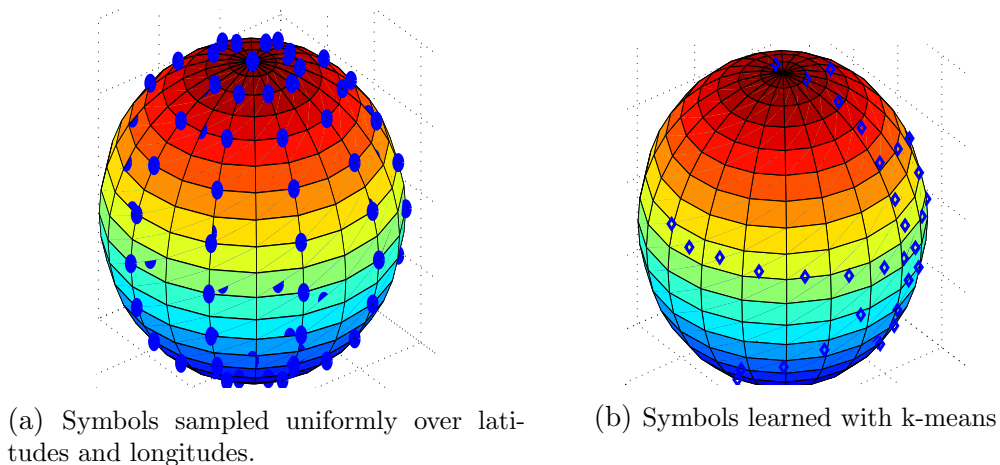 (a) Symbols sampled uniformly over lati-
tudes and longitudes.
(b) Symbols learned with k-means